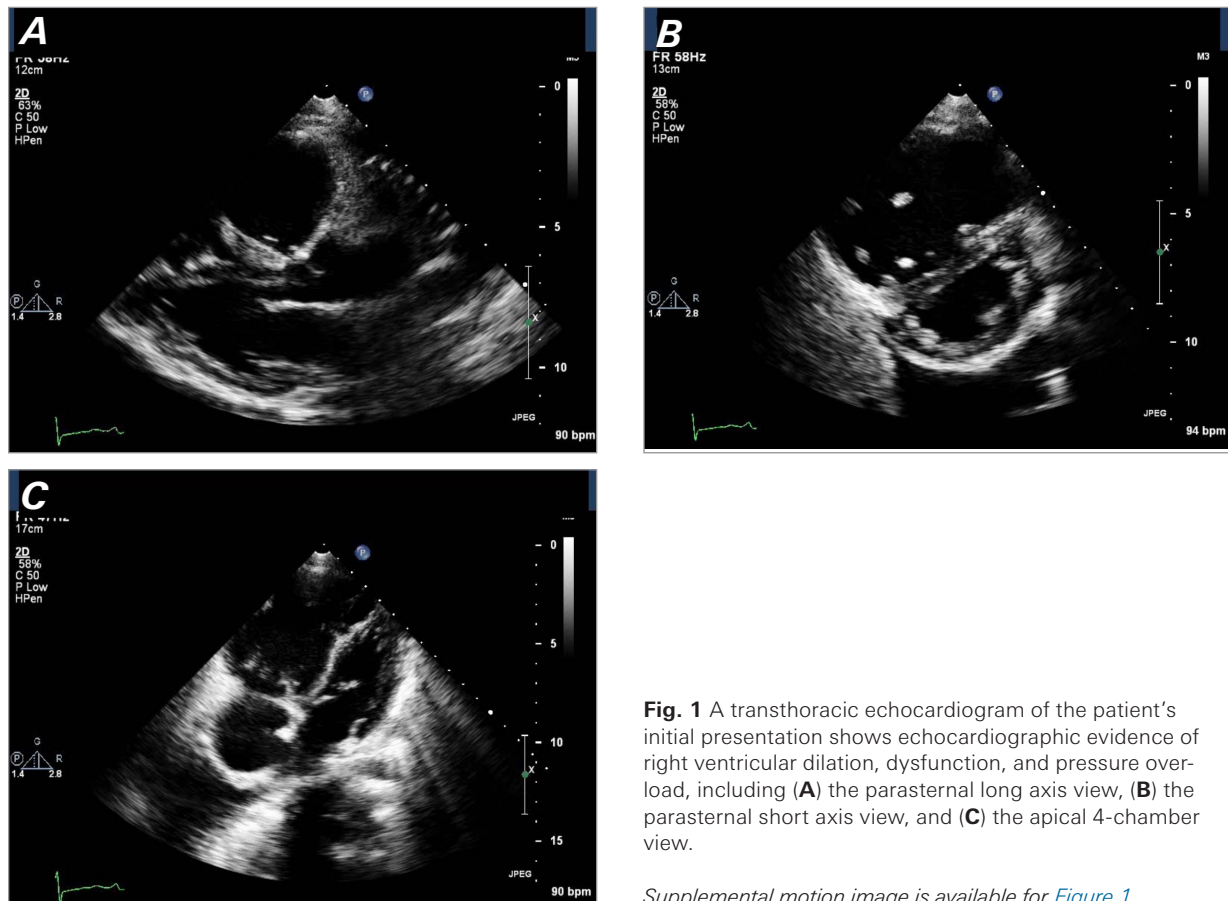 A
12cm
2D
63%
C 50
P Low
HPen
P
M3
0
5
10
G
P R
1.4 2.8
X
JPEG
90 bpm
B
FR 58Hz
13cm
2D
58%
C 50
P Low
HPen
P
M3
0
5
10
G
P R
1.4 2.8
X
JPEG
94 bpm
C
17cm
2D
58%
C 50
P Low
HPen
P
0
5
10
15
G
P R
1.4 2.8
X
JPEG
90 bpm
Fig. 1 A transthoracic echocardiogram of the patient’s
initial presentation shows echocardiographic evidence of
right ventricular dilation, dysfunction, and pressure over-
load, including (A) the parasternal long axis view, (B) the
parasternal short axis view, and (C) the apical 4-chamber
view.
Supplemental motion image is available for Figure 1.